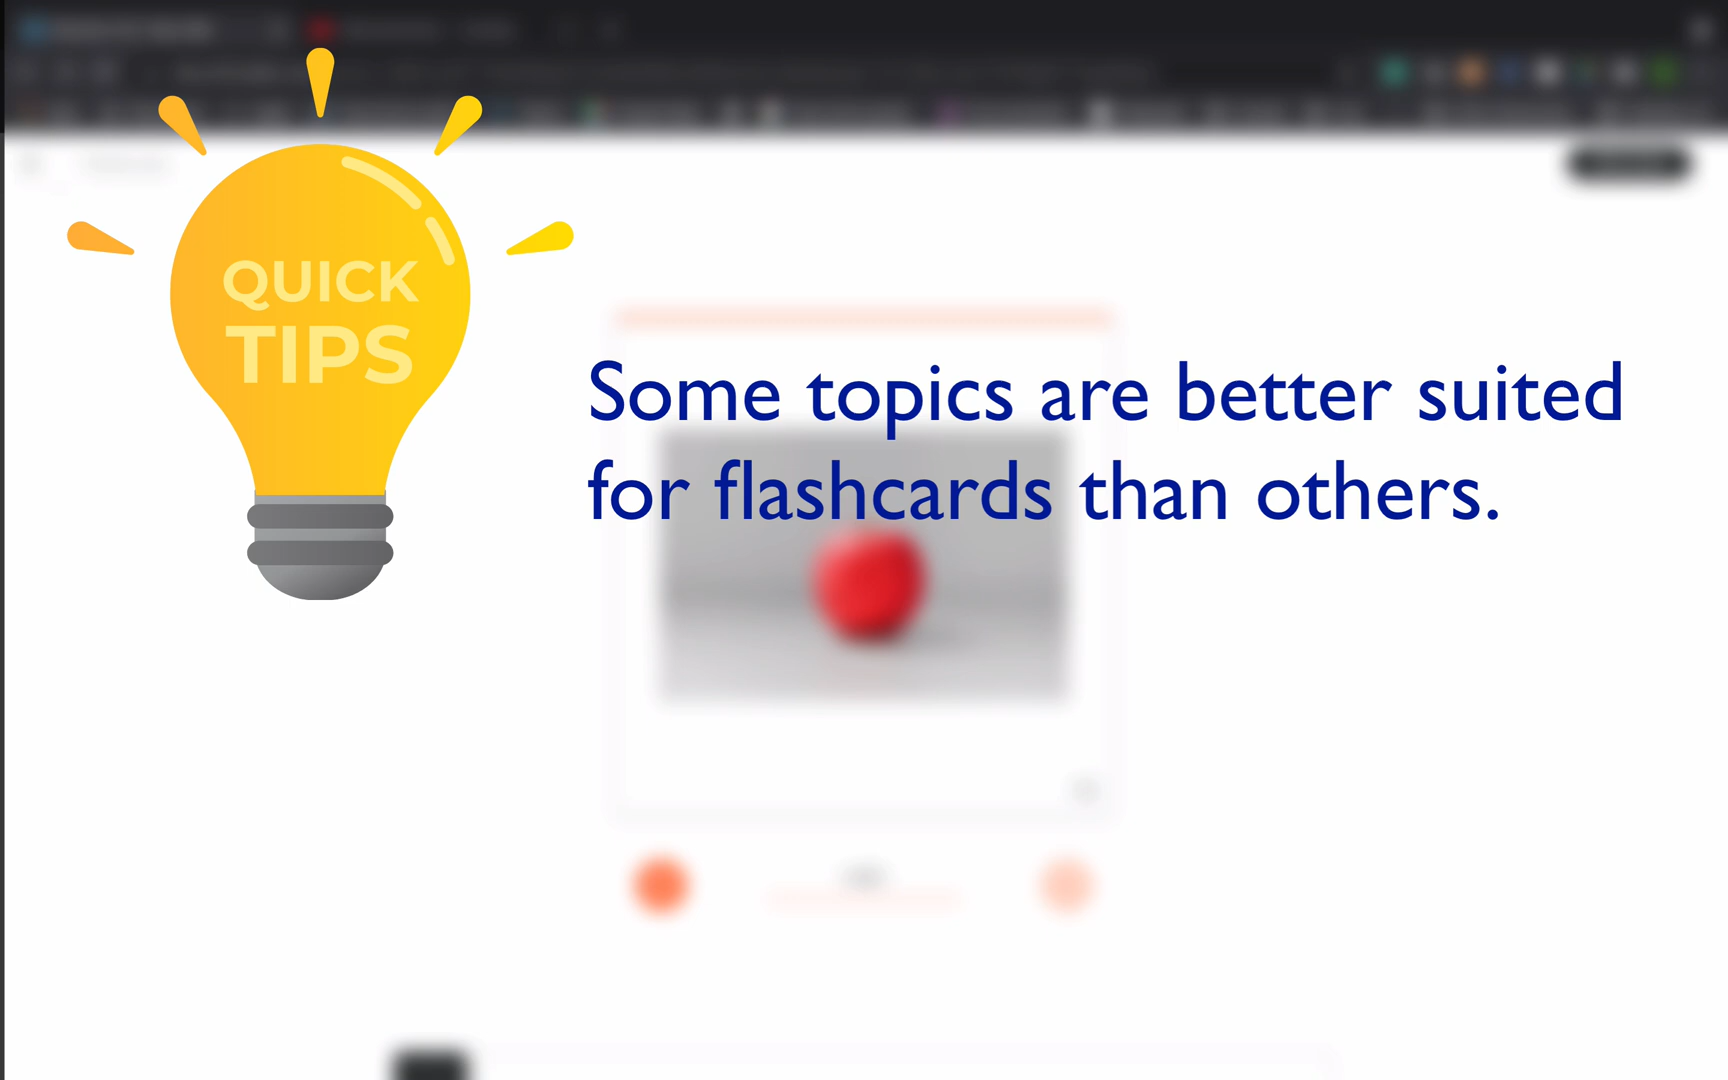 QUICK
TIPS
Some topics are better suited
for flashcards than others.